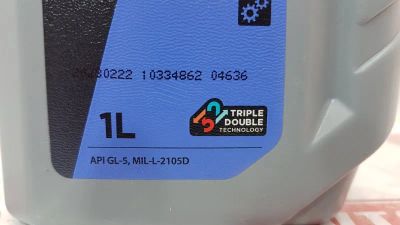 10334862 04636
1L
TRIPLE
DOUBLE
TECHNOLOGY
API GL-5, MIL-L-2105D